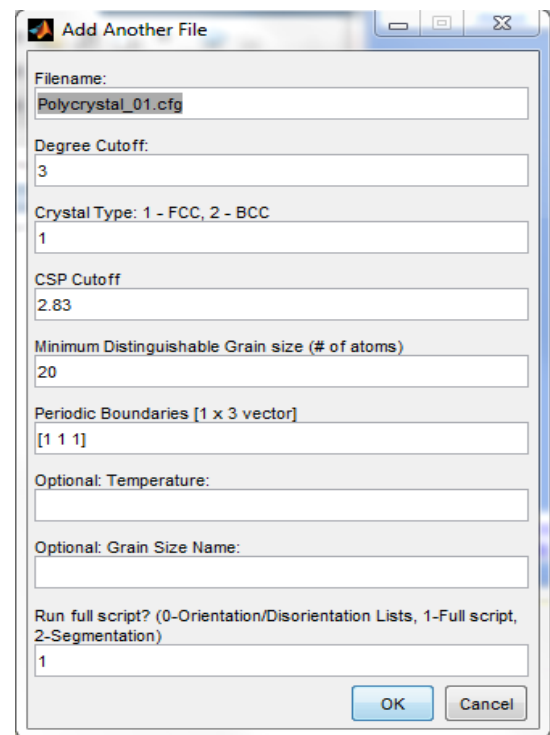 Add Another File
Filename:
Polycrystal_01.cfg
Degree Cutoff:
3
Crystal Type: 1 - FCC, 2 - BCC
1
CSP Cutoff
2.83
Minimum Distinguishable Grain size (# of atoms)
20
Periodic Boundaries [1 x 3 vector]
[1 1 1]
Optional: Temperature:
Optional: Grain Size Name:
Run full script? (0-Orientation/Disorientation Lists, 1-Full script,
2-Segmentation)
1
OK Cancel